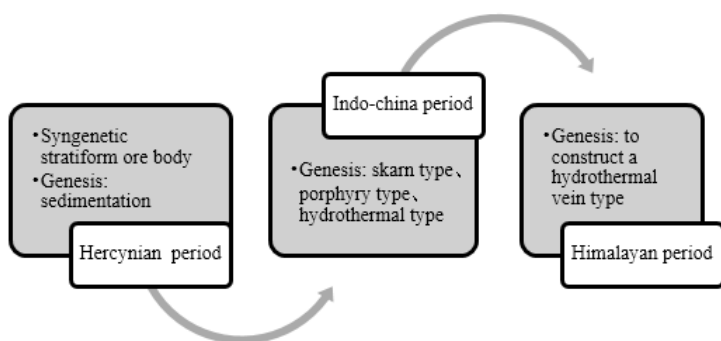 •Syngenetic
stratiform ore body
•Genesis:
sedimentation
Hercynian period
Indo-china period
•Genesis: skarn type、
porphyry type、
hydrothermal type
•Genesis: to
construct a
hydrothermal
vein type
Himalayan period